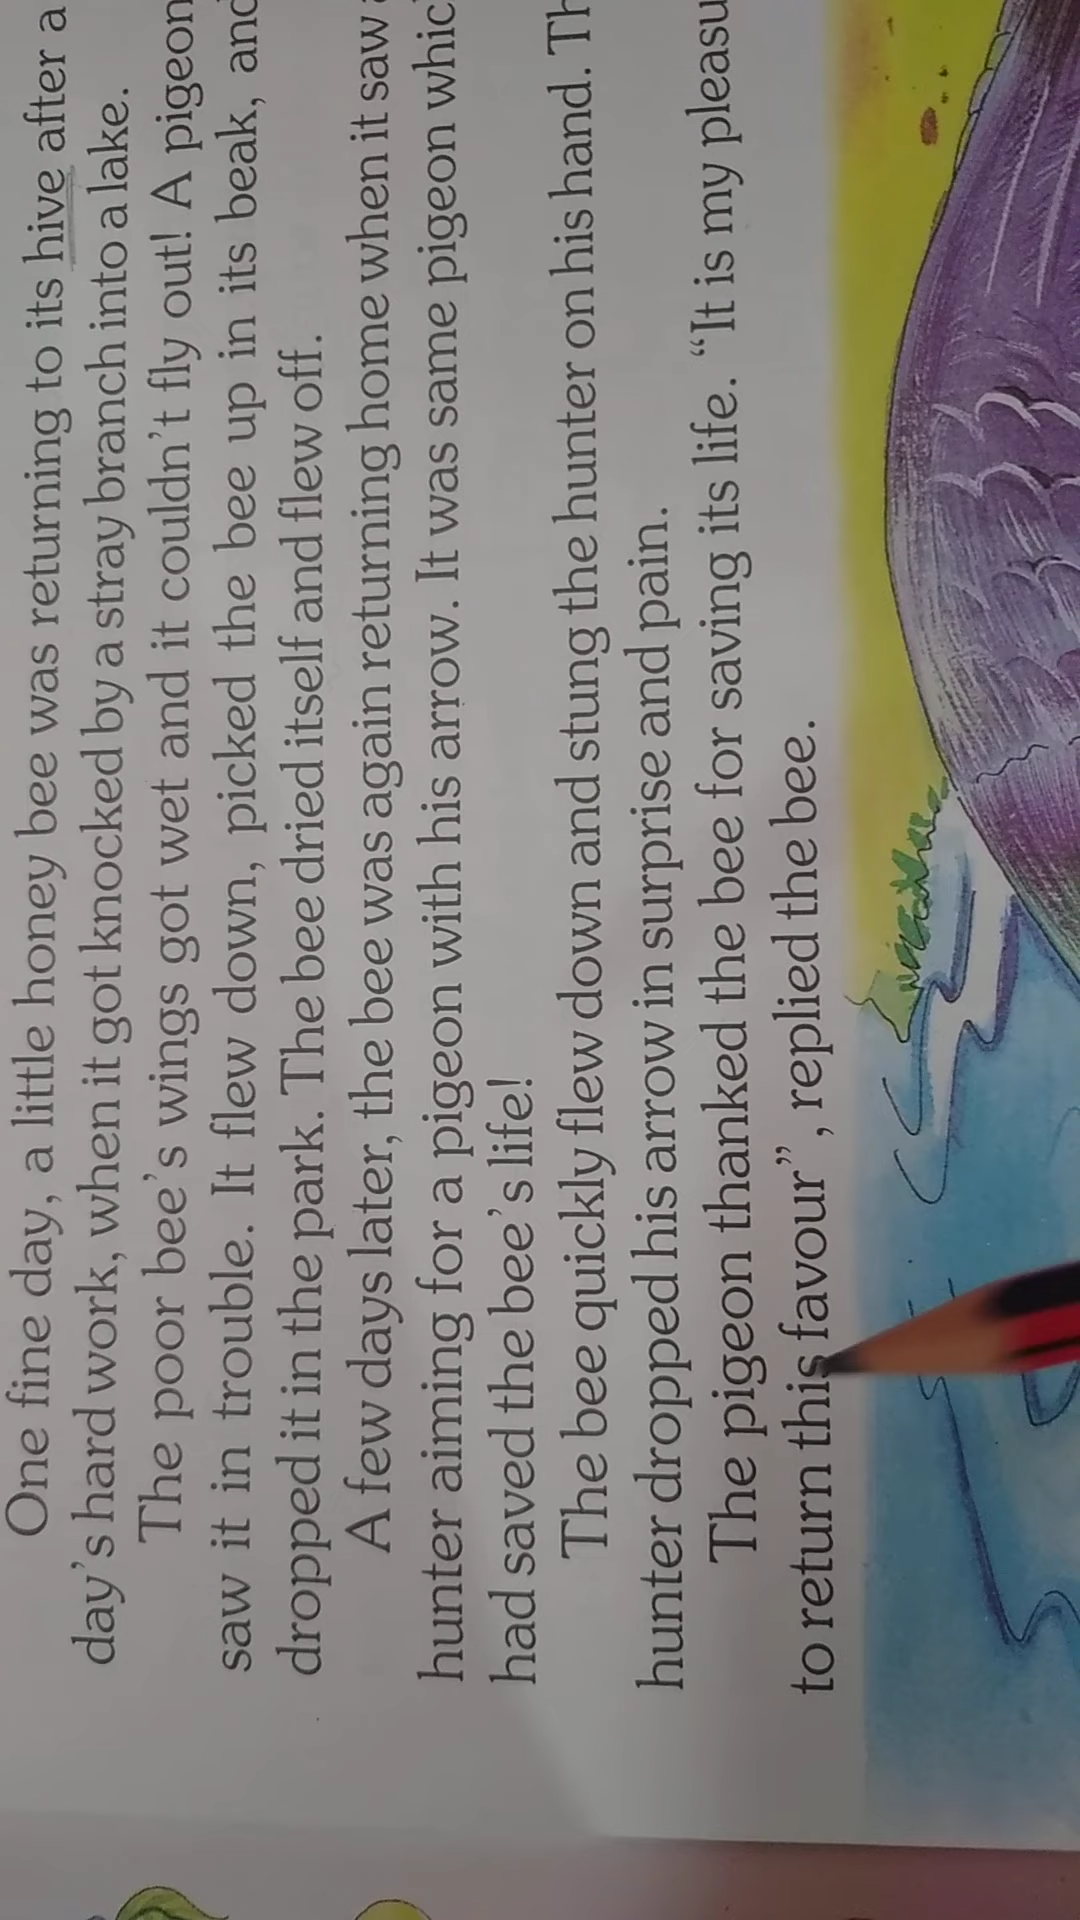 One fine day, a little honey bee was returning to its hive after a
day's hard work, when it got knocked by a stray branch into a lake.
The poor bee's wings got wet and it couldn't fly out! A pigeon
saw it in trouble. It flew down, picked the bee up in its beak, and
dropped it in the park. The bee dried itself and flew off.
A few days later, the bee was again returning home when it saw a
hunter aiming for a pigeon with his arrow. It was same pigeon whic
had saved the bee's life!
The bee quickly flew down and stung the hunter on his hand. Th
hunter dropped his arrow in surprise and pain.
The pigeon thanked the bee for saving its life. “It is my pleasu
to return this favour”, replied the bee.